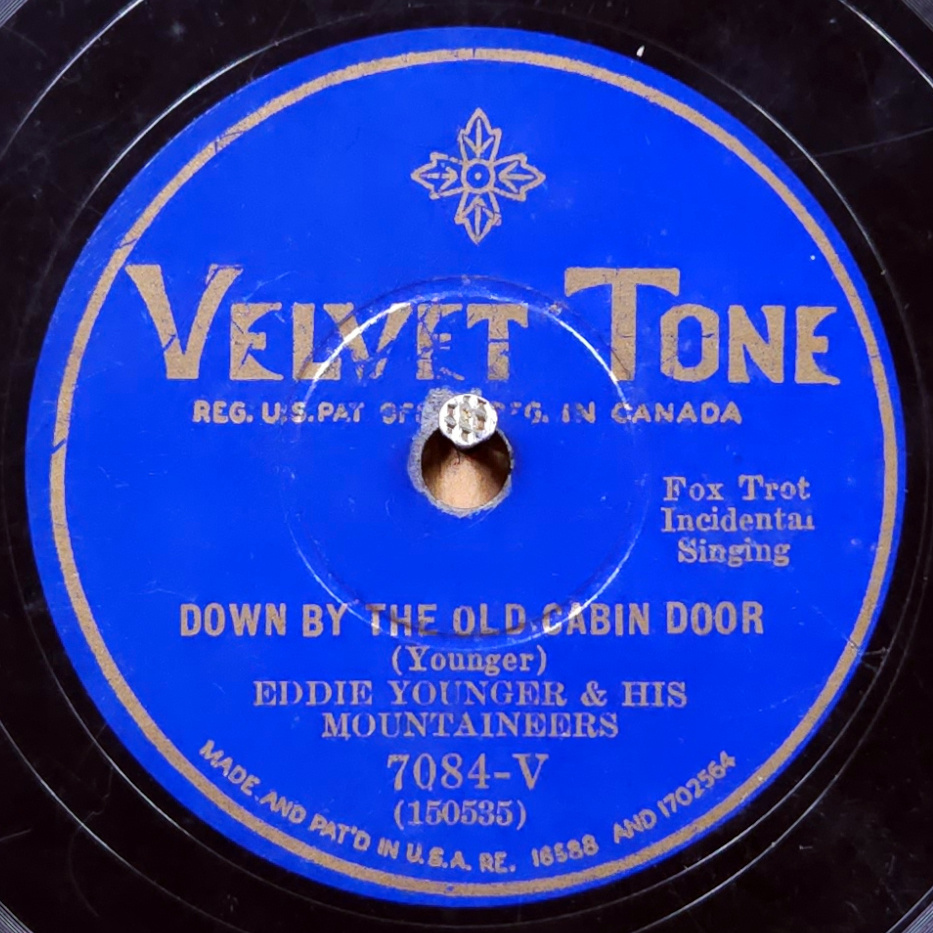 VELVET TONE
REG. U.S. PAT REG. IN CANADA
Fox Trot
Incidental
Singing
DOWN BY THE OLD CABIN DOOR
(Younger)
EDDIE YOUNGER & HIS
MOUNTAINEERS
7084-V
(150535)
MADE AND PAT'D IN U.S.A. RE. 16588 AND 1702564